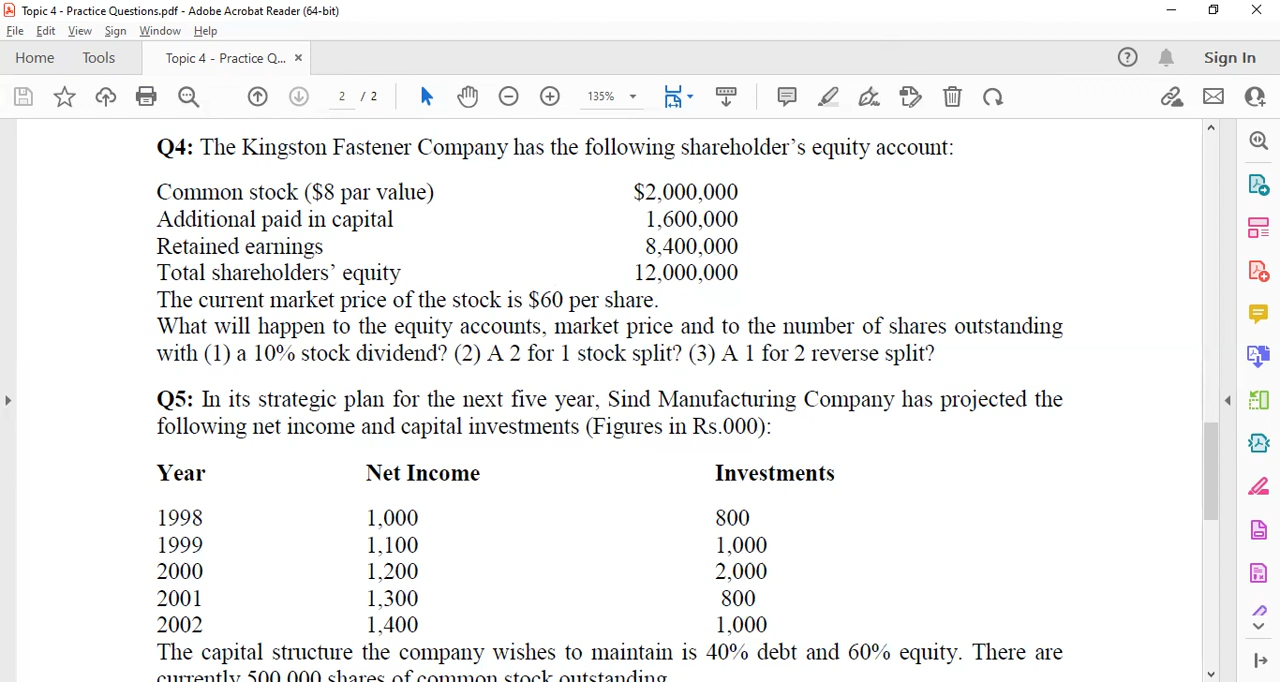 Topic 4 - Practice Questions.pdf - Adobe Acrobat Reader (64-bit)
File Edit View Sign Window Help
Home Tools Topic 4 - Practice Q... × Sign In
2 / 2 135%
Q4: The Kingston Fastener Company has the following shareholder’s equity account:
Common stock ($8 par value) $2,000,000
Additional paid in capital 1,600,000
Retained earnings 8,400,000
Total shareholders’ equity 12,000,000
The current market price of the stock is $60 per share.
What will happen to the equity accounts, market price and to the number of shares outstanding
with (1) a 10% stock dividend? (2) A 2 for 1 stock split? (3) A 1 for 2 reverse split?
Q5: In its strategic plan for the next five year, Sind Manufacturing Company has projected the
following net income and capital investments (Figures in Rs.000):
Year Net Income Investments
1998 1,000 800
1999 1,100 1,000
2000 1,200 2,000
2001 1,300 800
2002 1,400 1,000
The capital structure the company wishes to maintain is 40% debt and 60% equity. There are
currently 500,000 shares of common stock outstanding.